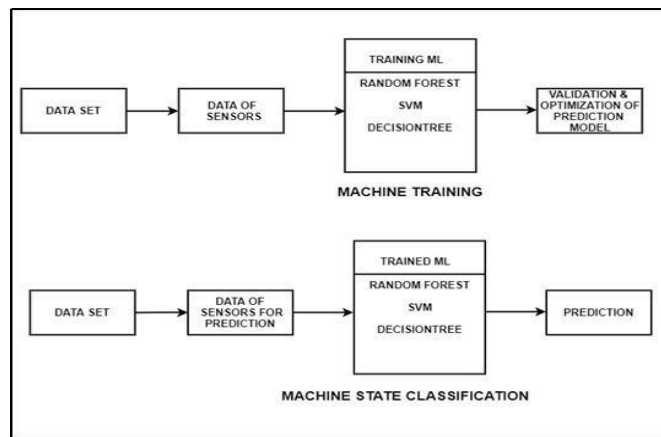 TRAINING ML
RANDOM FOREST
SVM
DECISIONTREE
DATA SET
DATA OF
SENSORS
VALIDATION &
OPTIMIZATION OF
PREDICTION
MODEL
MACHINE TRAINING
TRAINED ML
RANDOM FOREST
SVM
DECISIONTREE
DATA SET
DATA OF
SENSORS FOR
PREDICTION
PREDICTION
MACHINE STATE CLASSIFICATION